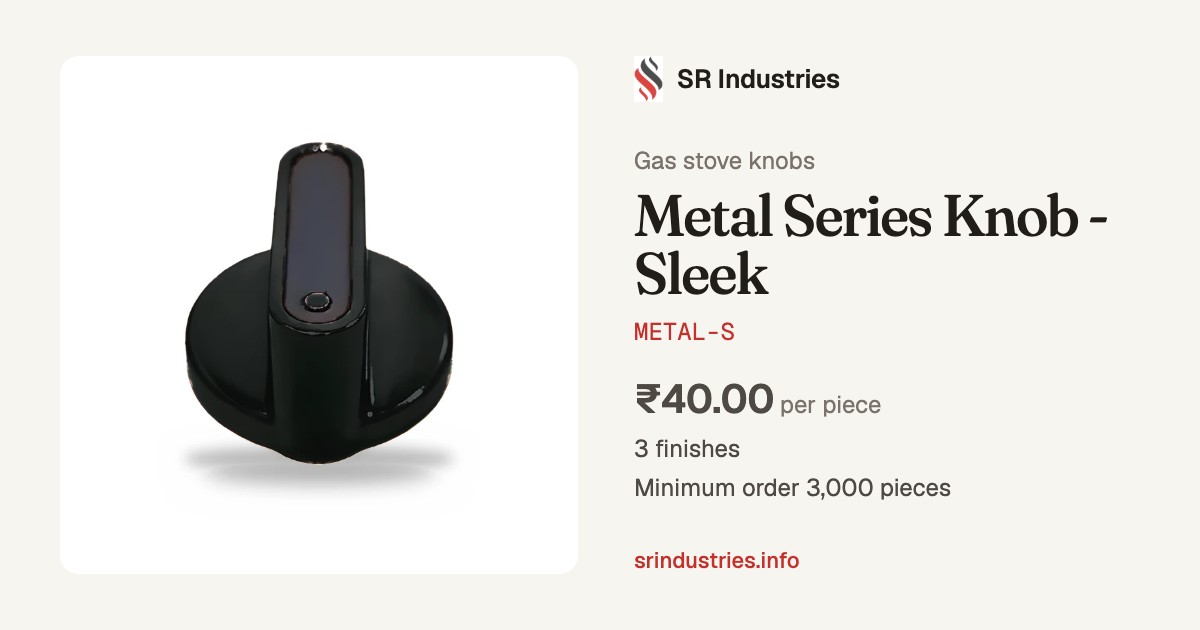 SR Industries
Gas stove knobs
Metal Series Knob -
Sleek
METAL-S
₹40.00 per piece
3 finishes
Minimum order 3,000 pieces
srindustries.info